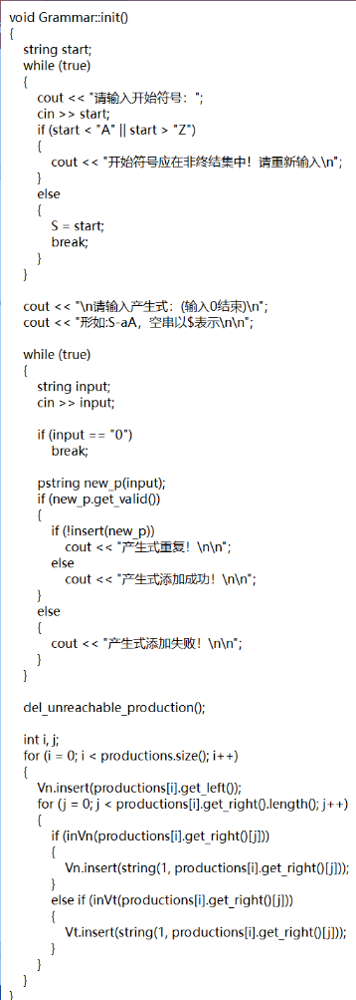 void Grammar::init()
{
    string start;
    while (true)
    {
        cout << "请输入开始符号：";
        cin >> start;
        if (start < "A" || start > "Z")
        {
            cout << "开始符号应在非终结集中！请重新输入\n";
        }
        else
        {
            S = start;
            break;
        }
    }

    cout << "\n请输入产生式：(输入0结束)\n";
    cout << "形如:S-aA，空串以$表示\n\n";

    while (true)
    {
        string input;
        cin >> input;

        if (input == "0")
            break;

        pstring new_p(input);
        if (new_p.get_valid())
        {
            if (!insert(new_p))
                cout << "产生式重复！\n\n";
            else
                cout << "产生式添加成功！\n\n";
        }
        else
        {
            cout << "产生式添加失败！\n\n";
        }
    }

    del_unreachable_production();

    int i, j;
    for (i = 0; i < productions.size(); i++)
    {
        Vn.insert(productions[i].get_left());
        for (j = 0; j < productions[i].get_right().length(); j++)
        {
            if (inVn(productions[i].get_right()[j]))
            {
                Vn.insert(string(1, productions[i].get_right()[j]));
            }
            else if (inVt(productions[i].get_right()[j]))
            {
                Vt.insert(string(1, productions[i].get_right()[j]));
            }
        }
    }
}